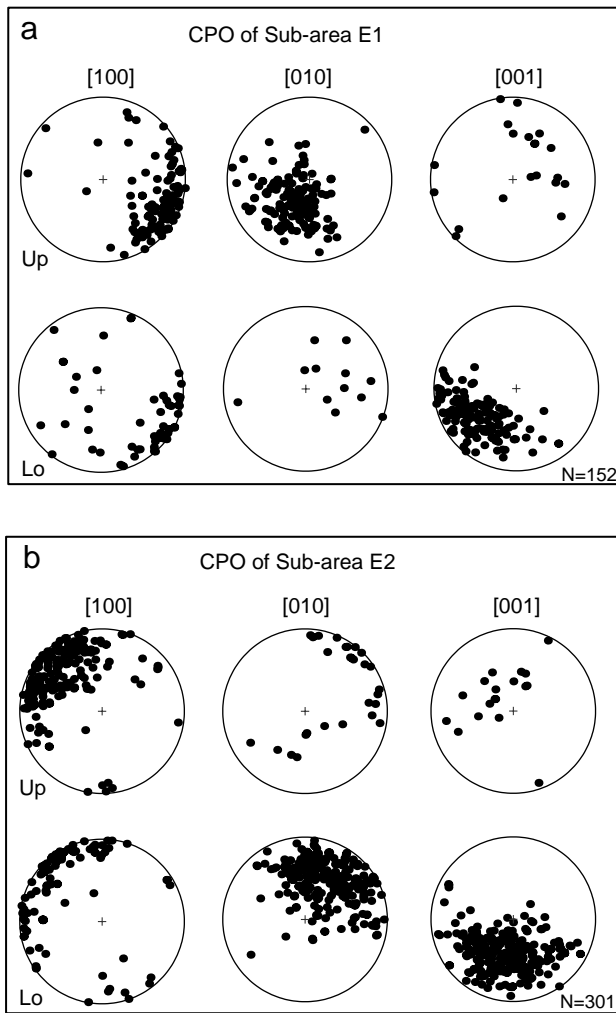 a
CPO of Sub-area E1
[100] [010] [001]
Up
Lo
N=152
b
CPO of Sub-area E2
[100] [010] [001]
Up
Lo
N=301